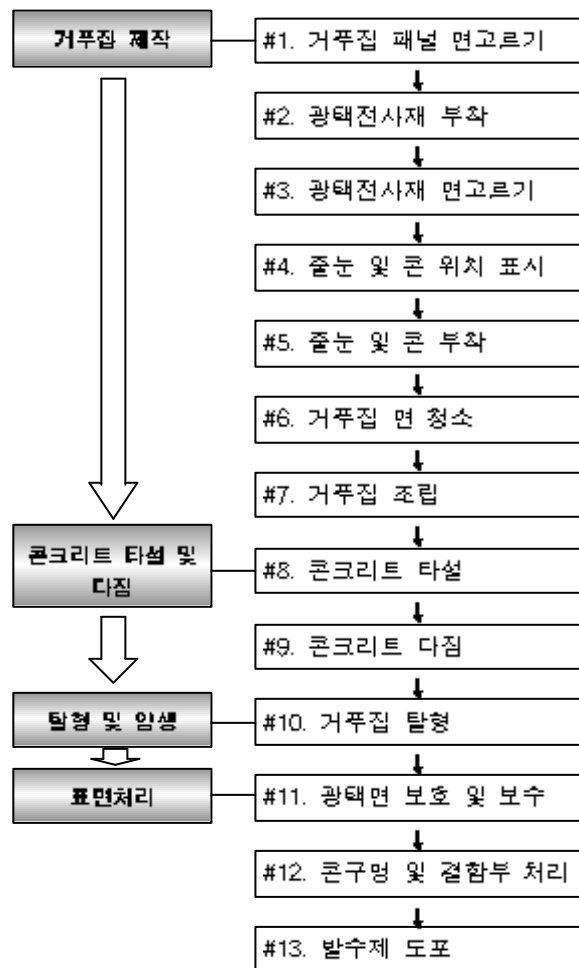 거푸집 제작
#1. 거푸집 패널 면고르기
#2. 광택전사재 부착
#3. 광택전사재 면고르기
#4. 줄눈 및 콘 위치 표시
#5. 줄눈 및 콘 부착
#6. 거푸집 면 청소
#7. 거푸집 조립
콘크리트 타설 및
다짐
#8. 콘크리트 타설
#9. 콘크리트 다짐
탈형 및 양생
#10. 거푸집 탈형
표면처리
#11. 광택면 보호 및 보수
#12. 콘구멍 및 결함부 처리
#13. 발수제 도포